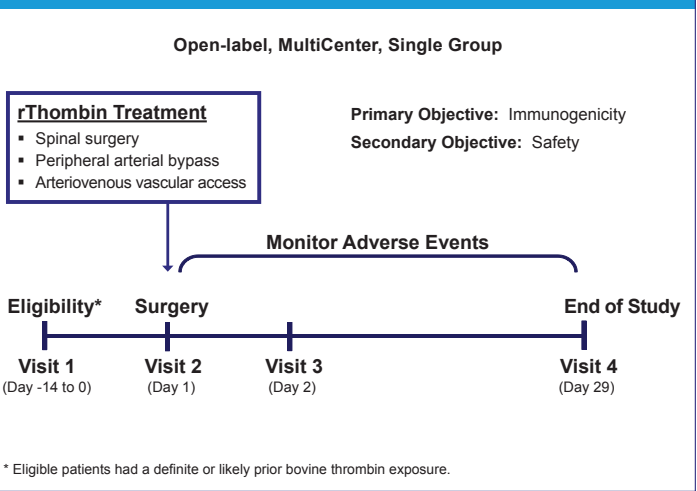 Open-label, MultiCenter, Single Group
rThombin Treatment
▪ Spinal surgery
▪ Peripheral arterial bypass
▪ Arteriovenous vascular access
Primary Objective: Immunogenicity
Secondary Objective: Safety
Monitor Adverse Events
Eligibility* Surgery End of Study
Visit 1 Visit 2 Visit 3 Visit 4
(Day -14 to 0) (Day 1) (Day 2) (Day 29)
* Eligible patients had a definite or likely prior bovine thrombin exposure.